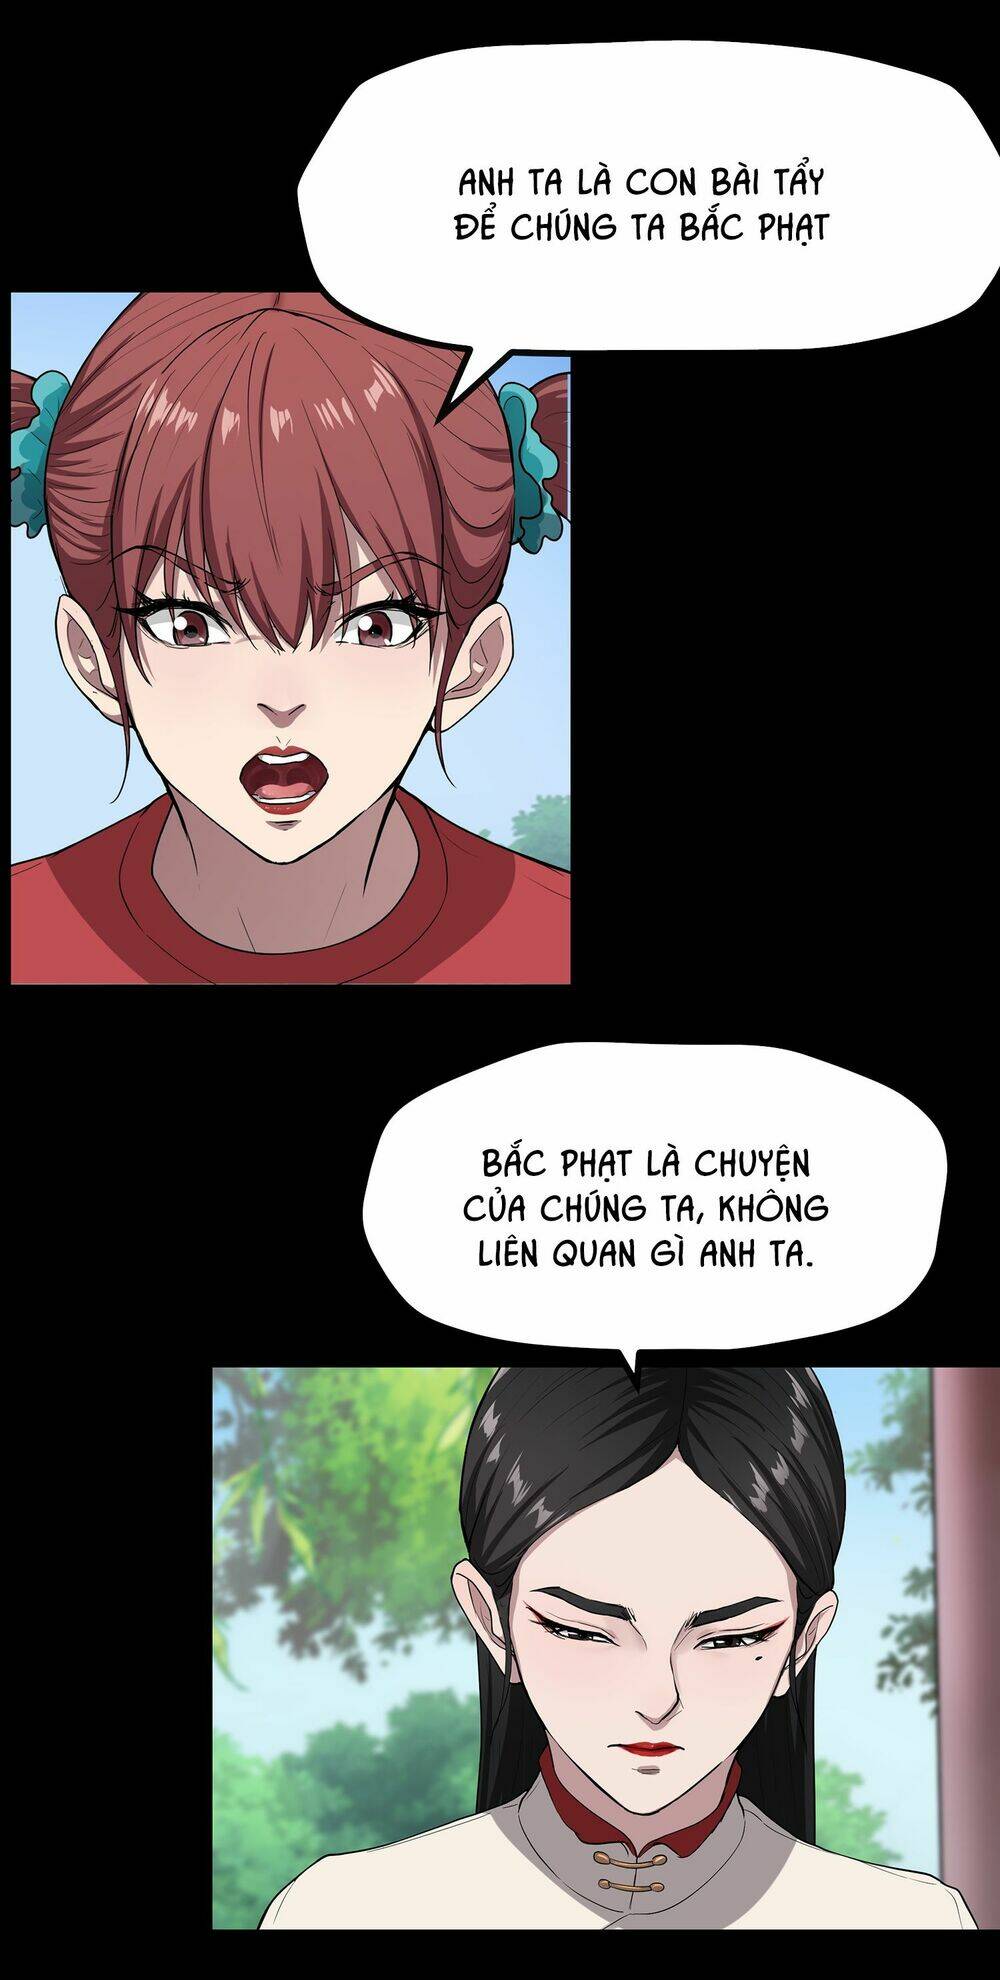 ANH TA LÀ CON BÀI TẨY
ĐỂ CHÚNG TA BẮC PHẠT
BẮC PHẠT LÀ CHUYỆN
CỦA CHÚNG TA, KHÔNG
LIÊN QUAN GÌ ANH TA.